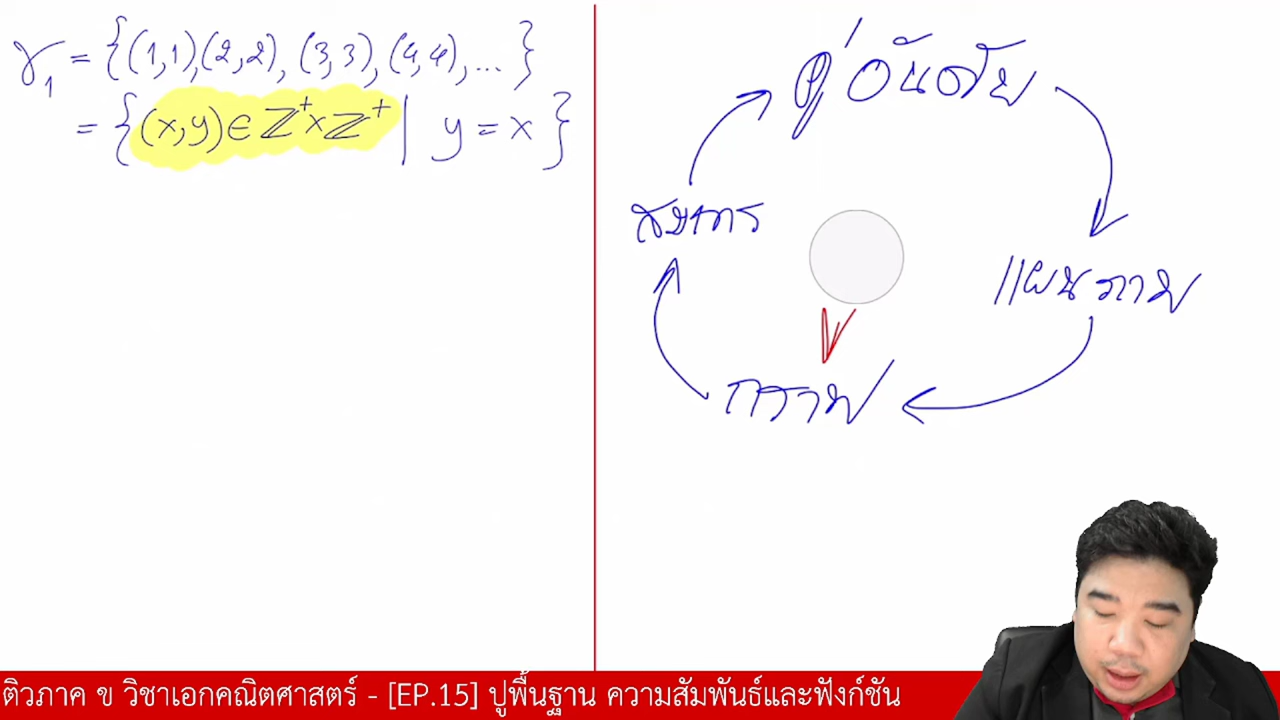 r₁ = {(1,1),(2,2),(3,3),(4,4),...}
= {(x,y)∈ℤ⁺xℤ⁺ | y = x}
คู่อันดับ
สมการ
แผนภาพ
กราฟ
ติวภาค ข วิชาเอกคณิตศาสตร์ - [EP.15] ปูพื้นฐาน ความสัมพันธ์และฟังก์ชัน